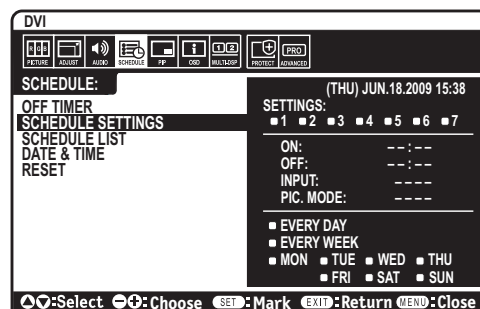 DVI
RGB
PICTURE ADJUST AUDIO SCHEDULE PIP OSD MULTI-DSP PROTECT ADVANCED
i 1 2 PRO
SCHEDULE:
OFF TIMER
SCHEDULE SETTINGS
SCHEDULE LIST
DATE & TIME
RESET
(THU) JUN.18.2009 15:38
SETTINGS:
1 2 3 4 5 6 7
ON: --:--
OFF: --:--
INPUT: ----
PIC. MODE: ----
EVERY DAY
EVERY WEEK
MON TUE WED THU
FRI SAT SUN
:Select :Choose SET :Mark EXIT :Return MENU :Close